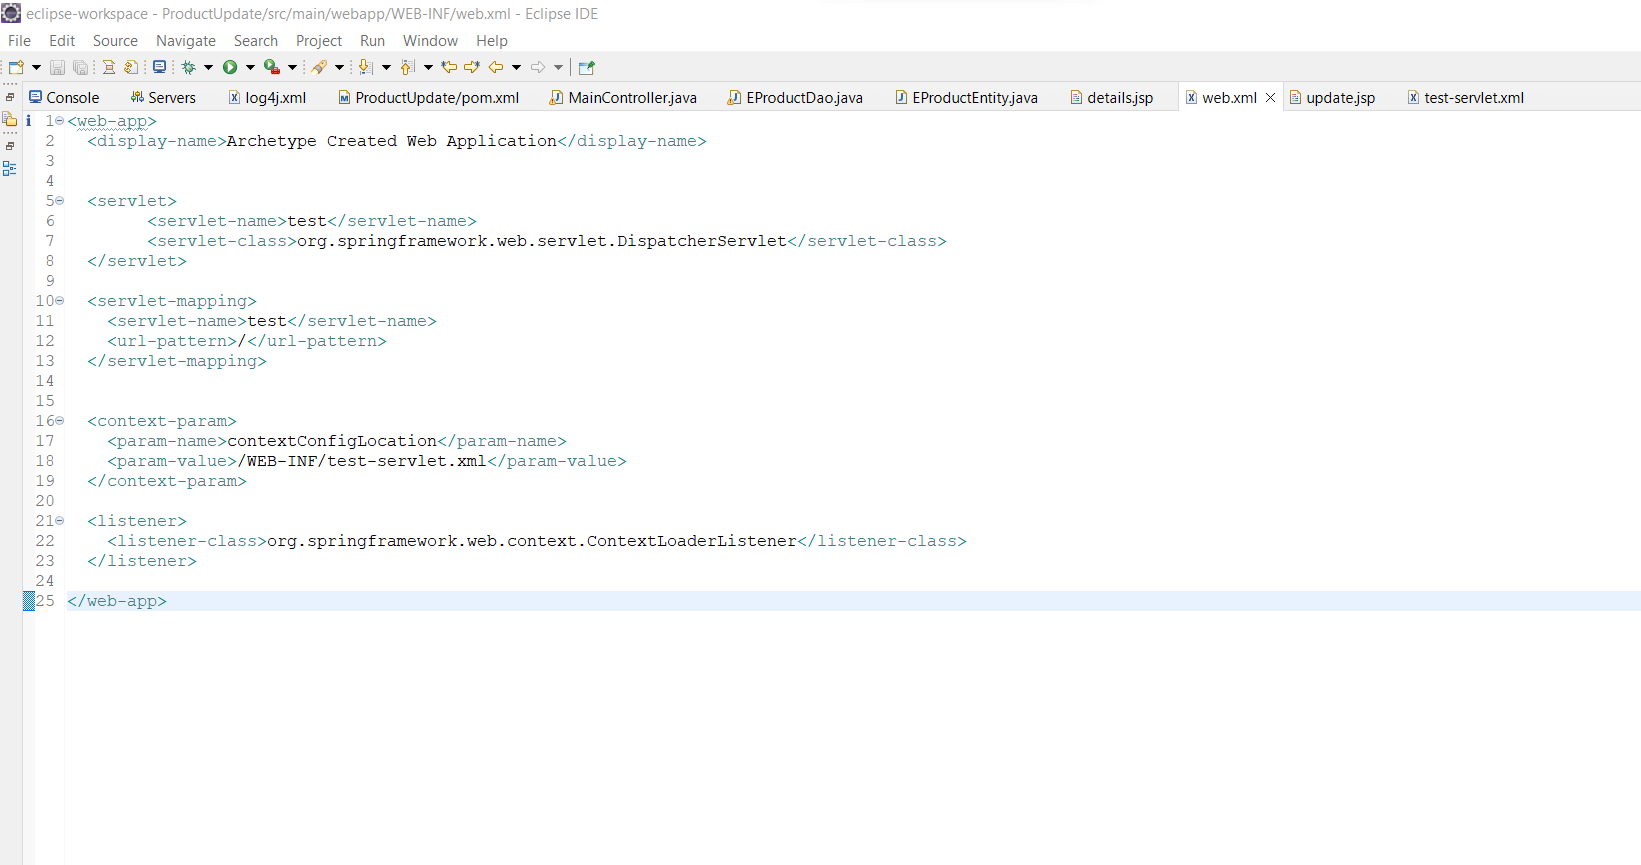 eclipse-workspace - ProductUpdate/src/main/webapp/WEB-INF/web.xml - Eclipse IDE
File Edit Source Navigate Search Project Run Window Help
Console Servers log4j.xml ProductUpdate/pom.xml MainController.java EProductDao.java EProductEntity.java details.jsp web.xml update.jsp test-servlet.xml
1 <web-app>
2 <display-name>Archetype Created Web Application</display-name>
3
4
5 <servlet>
6 <servlet-name>test</servlet-name>
7 <servlet-class>org.springframework.web.servlet.DispatcherServlet</servlet-class>
8 </servlet>
9
10 <servlet-mapping>
11 <servlet-name>test</servlet-name>
12 <url-pattern>/</url-pattern>
13 </servlet-mapping>
14
15
16 <context-param>
17 <param-name>contextConfigLocation</param-name>
18 <param-value>/WEB-INF/test-servlet.xml</param-value>
19 </context-param>
20
21 <listener>
22 <listener-class>org.springframework.web.context.ContextLoaderListener</listener-class>
23 </listener>
24
25 </web-app>